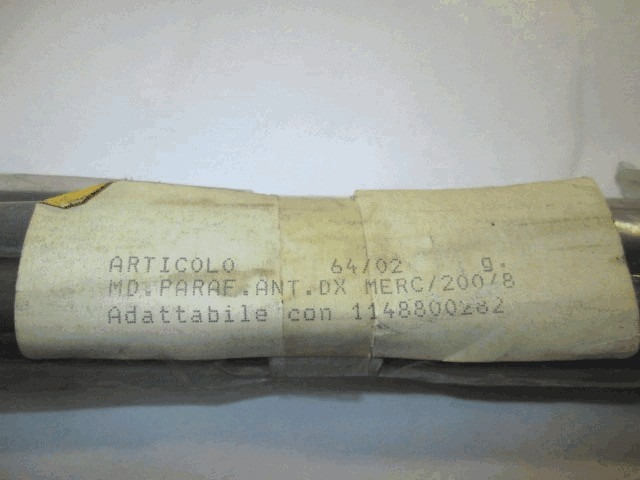 ARTICOLO 64/02 g.
MD.PARAF.ANT.DX MERC/200/8
Adattabile con 1148800282